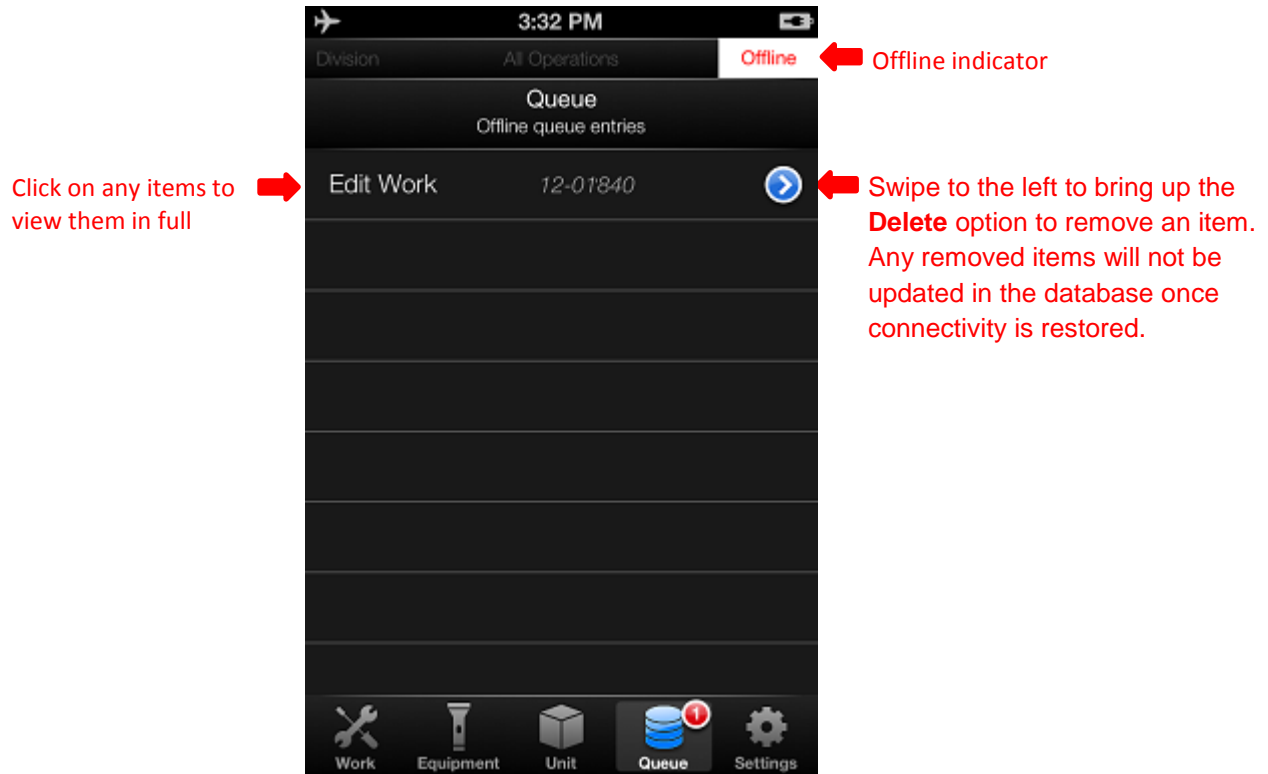 3:32 PM
Division All Operations Offline
Offline indicator
Queue
Offline queue entries
Click on any items to
view them in full
Edit Work 12-01840
Swipe to the left to bring up the
Delete option to remove an item.
Any removed items will not be
updated in the database once
connectivity is restored.
1
Work Equipment Unit Queue Settings